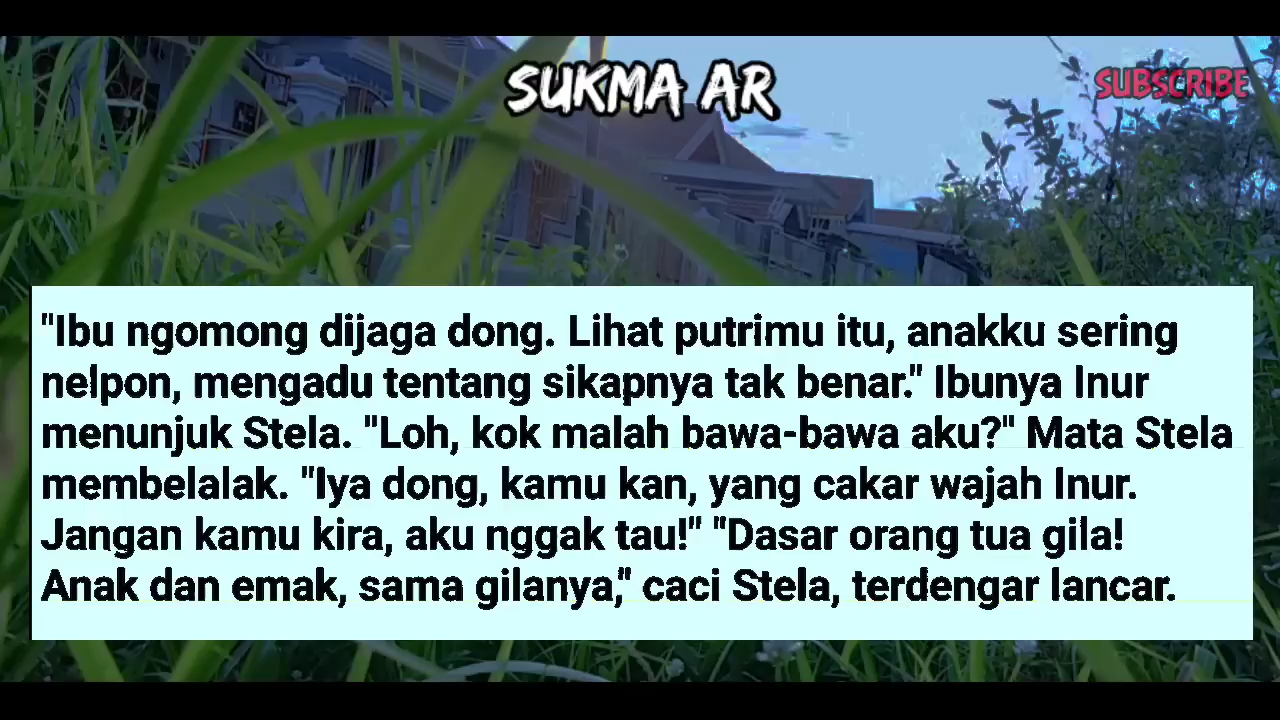 SUKMA AR
SUBSCRIBE
"Ibu ngomong dijaga dong. Lihat putrimu itu, anakku sering
nelpon, mengadu tentang sikapnya tak benar." Ibunya Inur
menunjuk Stela. "Loh, kok malah bawa-bawa aku?" Mata Stela
membelalak. "Iya dong, kamu kan, yang cakar wajah Inur.
Jangan kamu kira, aku nggak tau!" "Dasar orang tua gila!
Anak dan emak, sama gilanya," caci Stela, terdengar lancar.